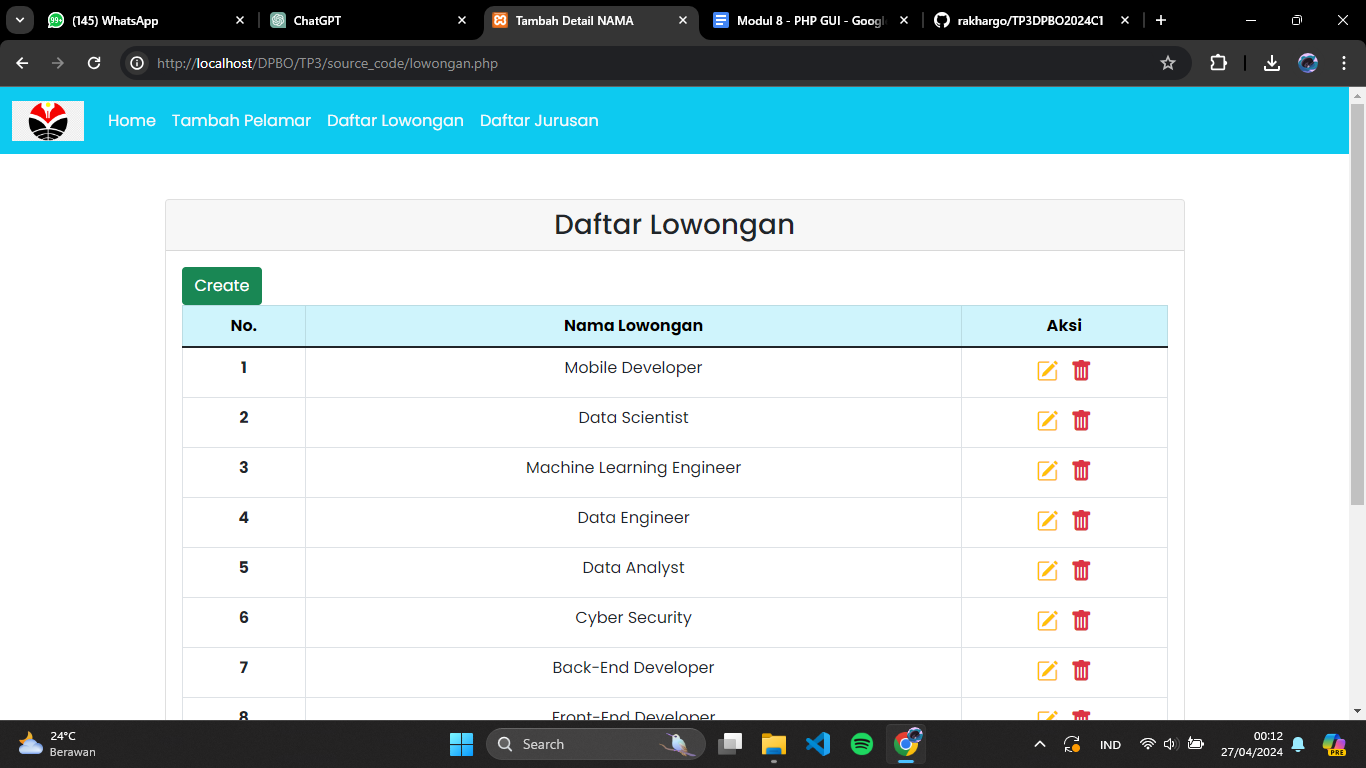 (145) WhatsApp
ChatGPT
Tambah Detail NAMA
Modul 8 - PHP GUI - Googl
rakhargo/TP3DPBO2024C1
http://localhost/DPBO/TP3/source_code/lowongan.php
Home Tambah Pelamar Daftar Lowongan Daftar Jurusan
Daftar Lowongan
Create
No. Nama Lowongan Aksi
1 Mobile Developer
2 Data Scientist
3 Machine Learning Engineer
4 Data Engineer
5 Data Analyst
6 Cyber Security
7 Back-End Developer
8 Front-End Developer
24°C
Berawan
Search
IND
00:12
27/04/2024
99+
PRE